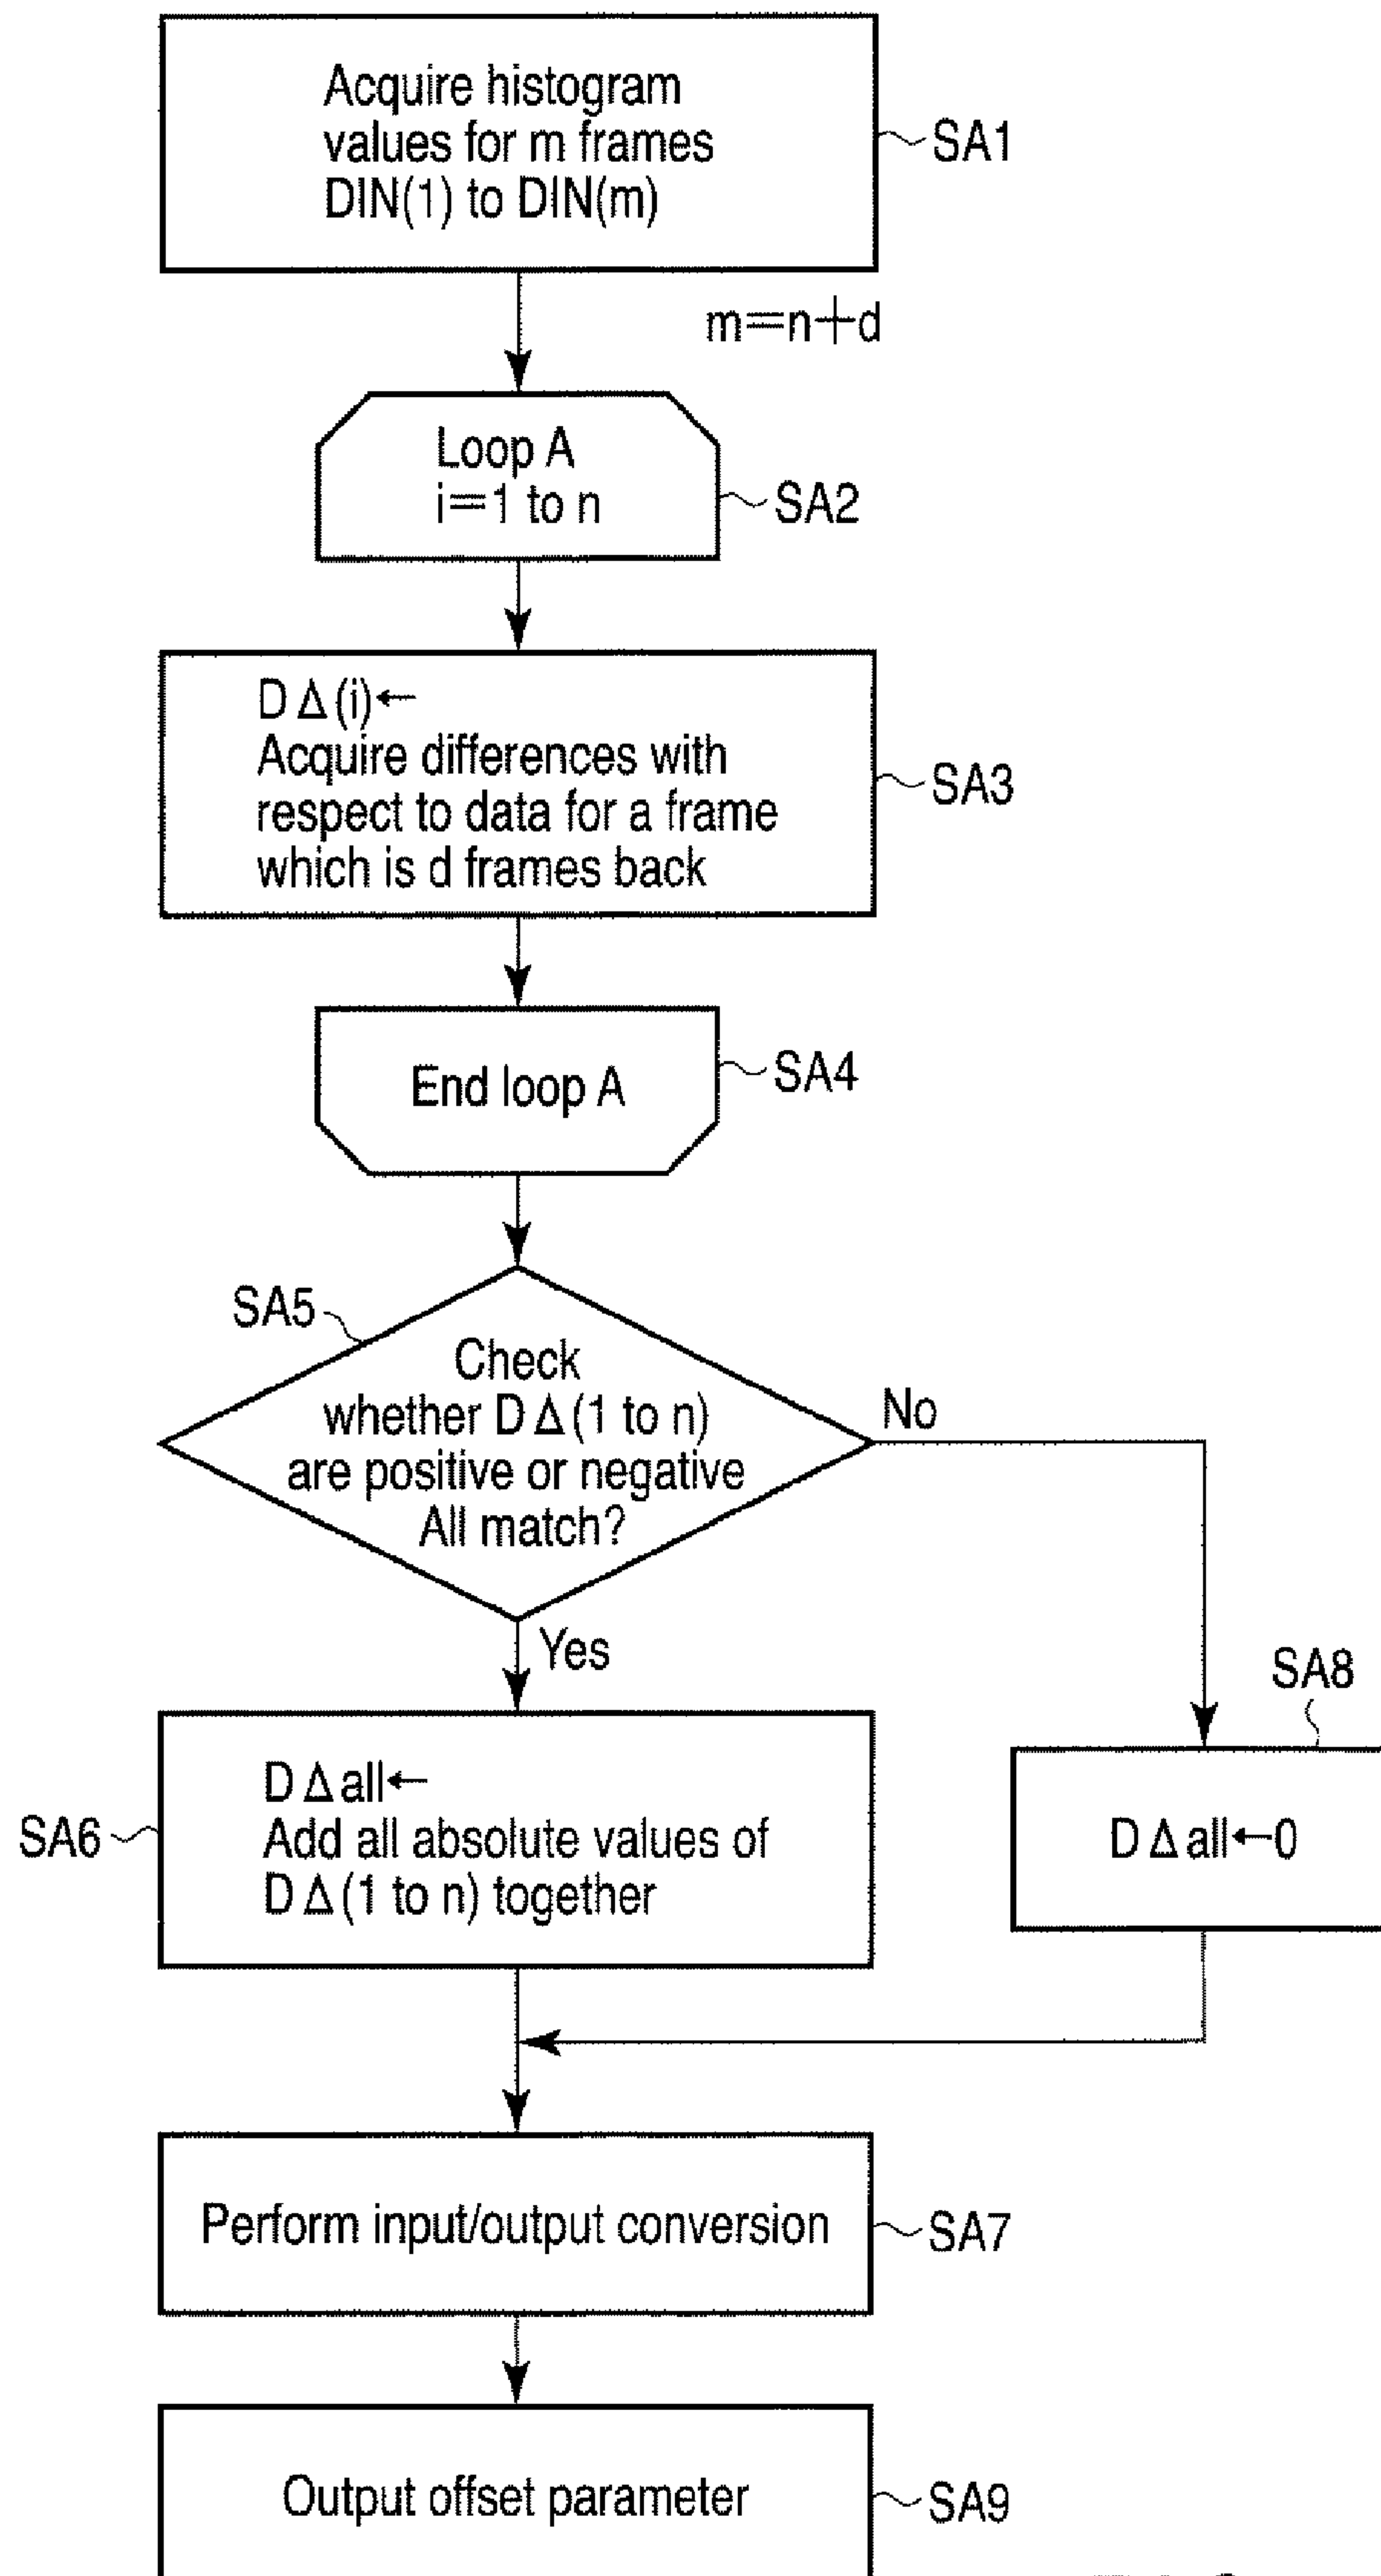 Acquire histogram
values for m frames
DIN(1) to DIN(m)
SA1
m=n+d
Loop A
i=1 to n
SA2
DΔ(i)←
Acquire differences with
respect to data for a frame
which is d frames back
SA3
End loop A
SA4
SA5
Check
whether DΔ(1 to n)
are positive or negative
All match?
No
Yes
SA8
DΔall←
Add all absolute values of
DΔ(1 to n) together
SA6
DΔall←0
Perform input/output conversion
SA7
Output offset parameter
SA9